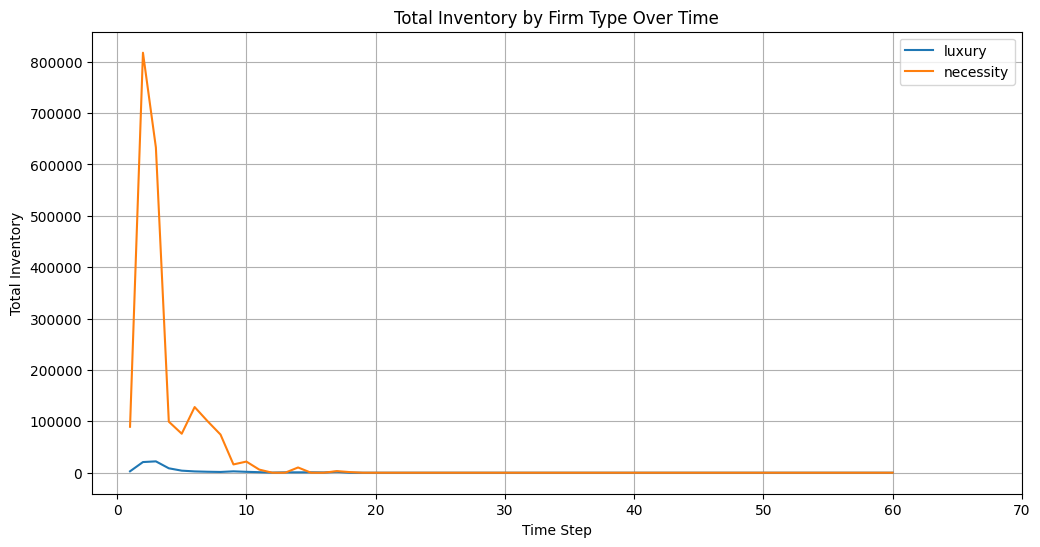 Total Inventory by Firm Type Over Time
luxury
necessity
Total Inventory
800000
700000
600000
500000
400000
300000
200000
100000
0
0 10 20 30 40 50 60 70
Time Step